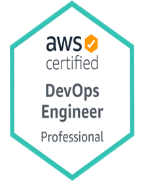 aws
certified
DevOps
Engineer
Professional